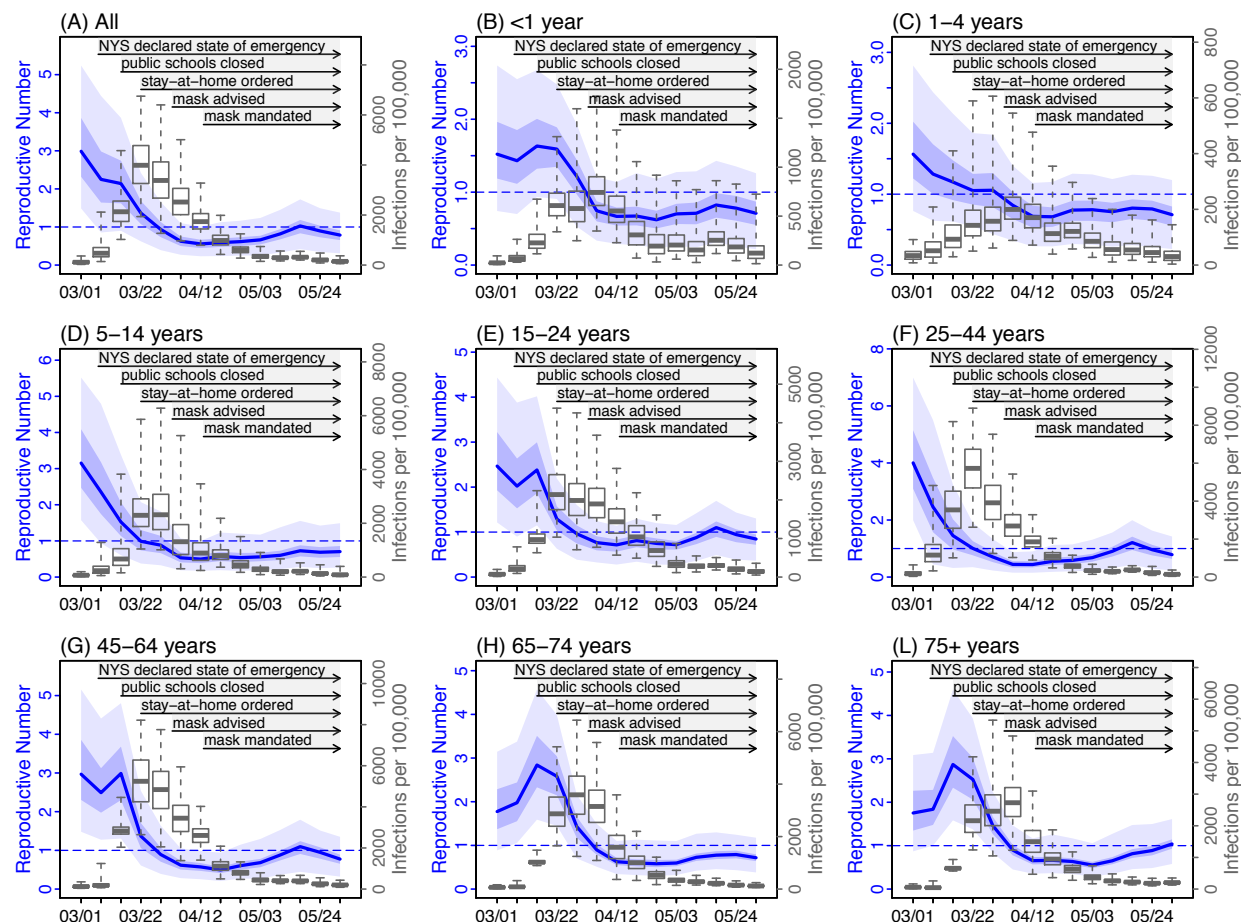 (A) All
NYS declared state of emergency
public schools closed
stay−at−home ordered
mask advised
mask mandated
Reproductive Number
0 1 2 3 4 5
Infections per 100,000
0 2000 6000
03/01 03/22 04/12 05/03 05/24
(B) <1 year
NYS declared state of emergency
public schools closed
stay−at−home ordered
mask advised
mask mandated
Reproductive Number
0.0 1.0 2.0 3.0
Infections per 100,000
0 500 1000 2000
03/01 03/22 04/12 05/03 05/24
(C) 1−4 years
NYS declared state of emergency
public schools closed
stay−at−home ordered
mask advised
mask mandated
Reproductive Number
0.0 1.0 2.0 3.0
Infections per 100,000
0 200 400 600 800
03/01 03/22 04/12 05/03 05/24
(D) 5−14 years
NYS declared state of emergency
public schools closed
stay−at−home ordered
mask advised
mask mandated
Reproductive Number
0 1 2 3 4 5 6
Infections per 100,000
0 2000 4000 6000 8000
03/01 03/22 04/12 05/03 05/24
(E) 15−24 years
NYS declared state of emergency
public schools closed
stay−at−home ordered
mask advised
mask mandated
Reproductive Number
0 1 2 3 4 5
Infections per 100,000
0 1000 3000 5000
03/01 03/22 04/12 05/03 05/24
(F) 25−44 years
NYS declared state of emergency
public schools closed
stay−at−home ordered
mask advised
mask mandated
Reproductive Number
0 2 4 6 8
Infections per 100,000
0 4000 8000 12000
03/01 03/22 04/12 05/03 05/24
(G) 45−64 years
NYS declared state of emergency
public schools closed
stay−at−home ordered
mask advised
mask mandated
Reproductive Number
0 1 2 3 4 5
Infections per 100,000
0 2000 6000 10000
03/01 03/22 04/12 05/03 05/24
(H) 65−74 years
NYS declared state of emergency
public schools closed
stay−at−home ordered
mask advised
mask mandated
Reproductive Number
0 1 2 3 4 5
Infections per 100,000
0 2000 6000
03/01 03/22 04/12 05/03 05/24
(L) 75+ years
NYS declared state of emergency
public schools closed
stay−at−home ordered
mask advised
mask mandated
Reproductive Number
0 1 2 3 4 5
Infections per 100,000
0 2000 4000 6000
03/01 03/22 04/12 05/03 05/24